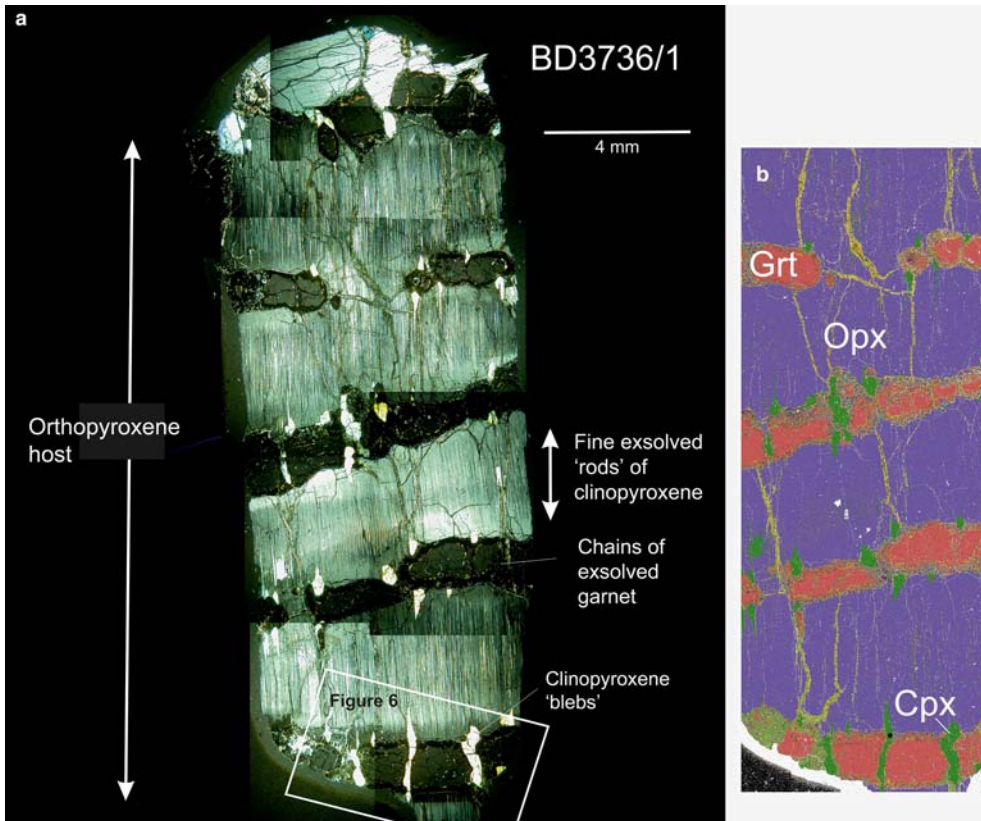 a
BD3736/1
4 mm
Orthopyroxene
host
Fine exsolved
'rods' of
clinopyroxene
Chains of
exsolved
garnet
Clinopyroxene
'blebs'
Figure 6
b
Grt
Opx
Cpx